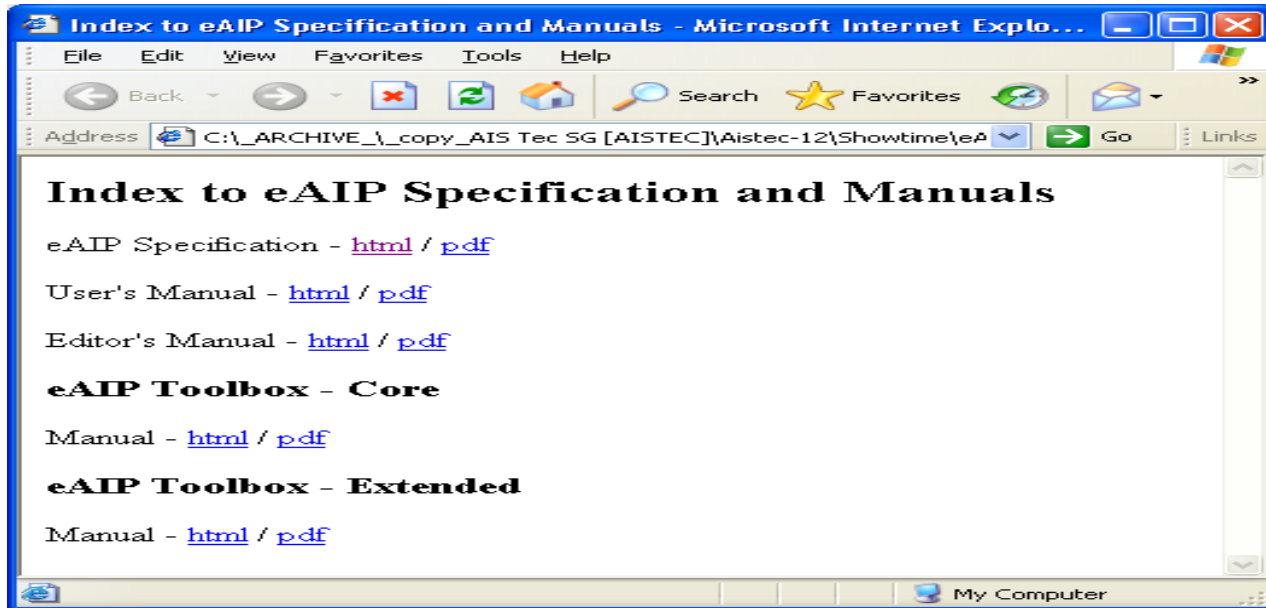 Index to eAIP Specification and Manuals - Microsoft Internet Explo...
File Edit View Favorites Tools Help
Back Search Favorites »
Address C:\_ARCHIVE_\_copy_AIS Tec SG [AISTEC]\Aistec-12\Showtime\eA Go Links
Index to eAIP Specification and Manuals
eAIP Specification - html / pdf
User's Manual - html / pdf
Editor's Manual - html / pdf
eAIP Toolbox - Core
Manual - html / pdf
eAIP Toolbox - Extended
Manual - html / pdf
My Computer